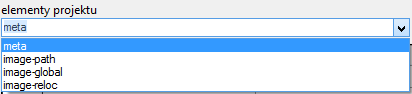 elementy projektu
meta
meta
image-path
image-global
image-reloc